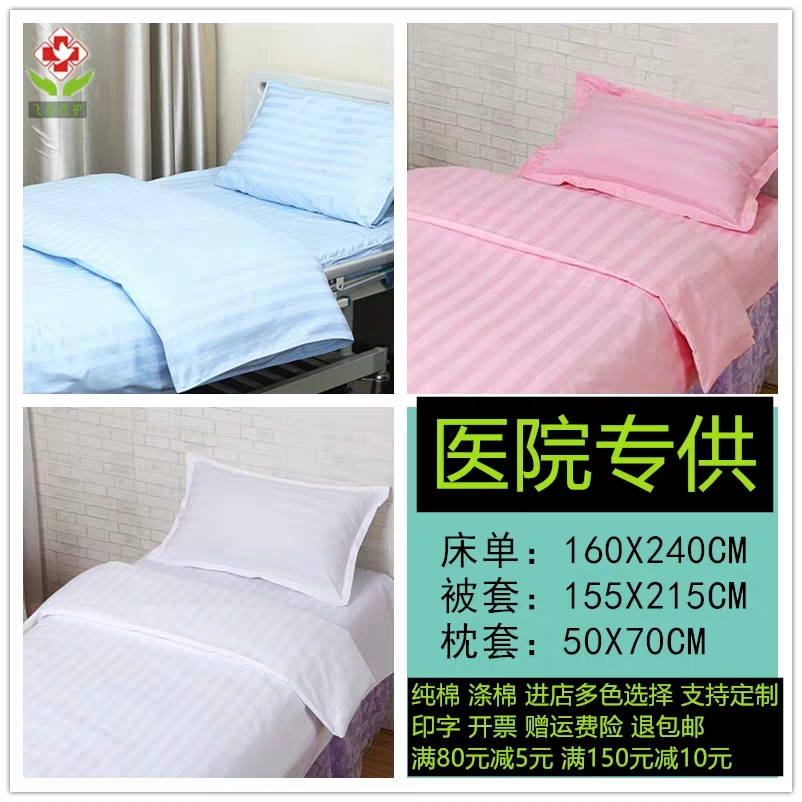 医院专供
床单：160X240CM
被套：155X215CM
枕套：50X70CM
纯棉 涤棉 进店多色选择 支持定制
印字 开票 赠运费险 退包邮
满80元减5元 满150元减10元